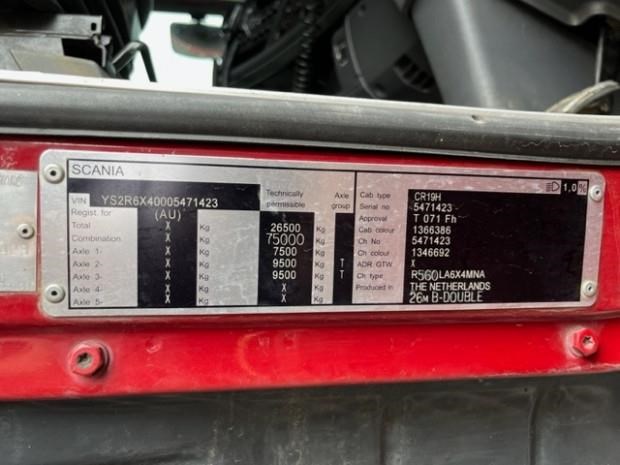 SCANIA
1,0%
VIN YS2R6X40005471423 Technically permissible Axle group
Regist. for (AU)
Total X Kg 26500 Kg
Combination X Kg 75000 Kg
Axle 1- X Kg 7500 Kg
Axle 2- X Kg 9500 Kg T
Axle 3- X Kg 9500 Kg T
Axle 4- X Kg X Kg
Axle 5- X Kg X Kg
Cab type CR19H
Serial no 5471423
Approval T 071 Fh
Cab colour 1366386
Ch No 5471423
Ch. colour 1346692
ADR GTW. X
Ch type R560LA6X4MNA
Produced in THE NETHERLANDS
26M B-DOUBLE